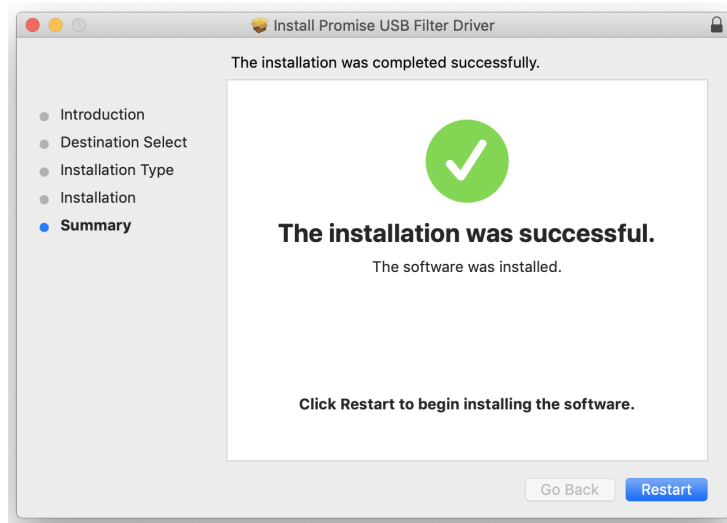 Install Promise USB Filter Driver
The installation was completed successfully.
Introduction
Destination Select
Installation Type
Installation
Summary
The installation was successful.
The software was installed.
Click Restart to begin installing the software.
Go Back
Restart